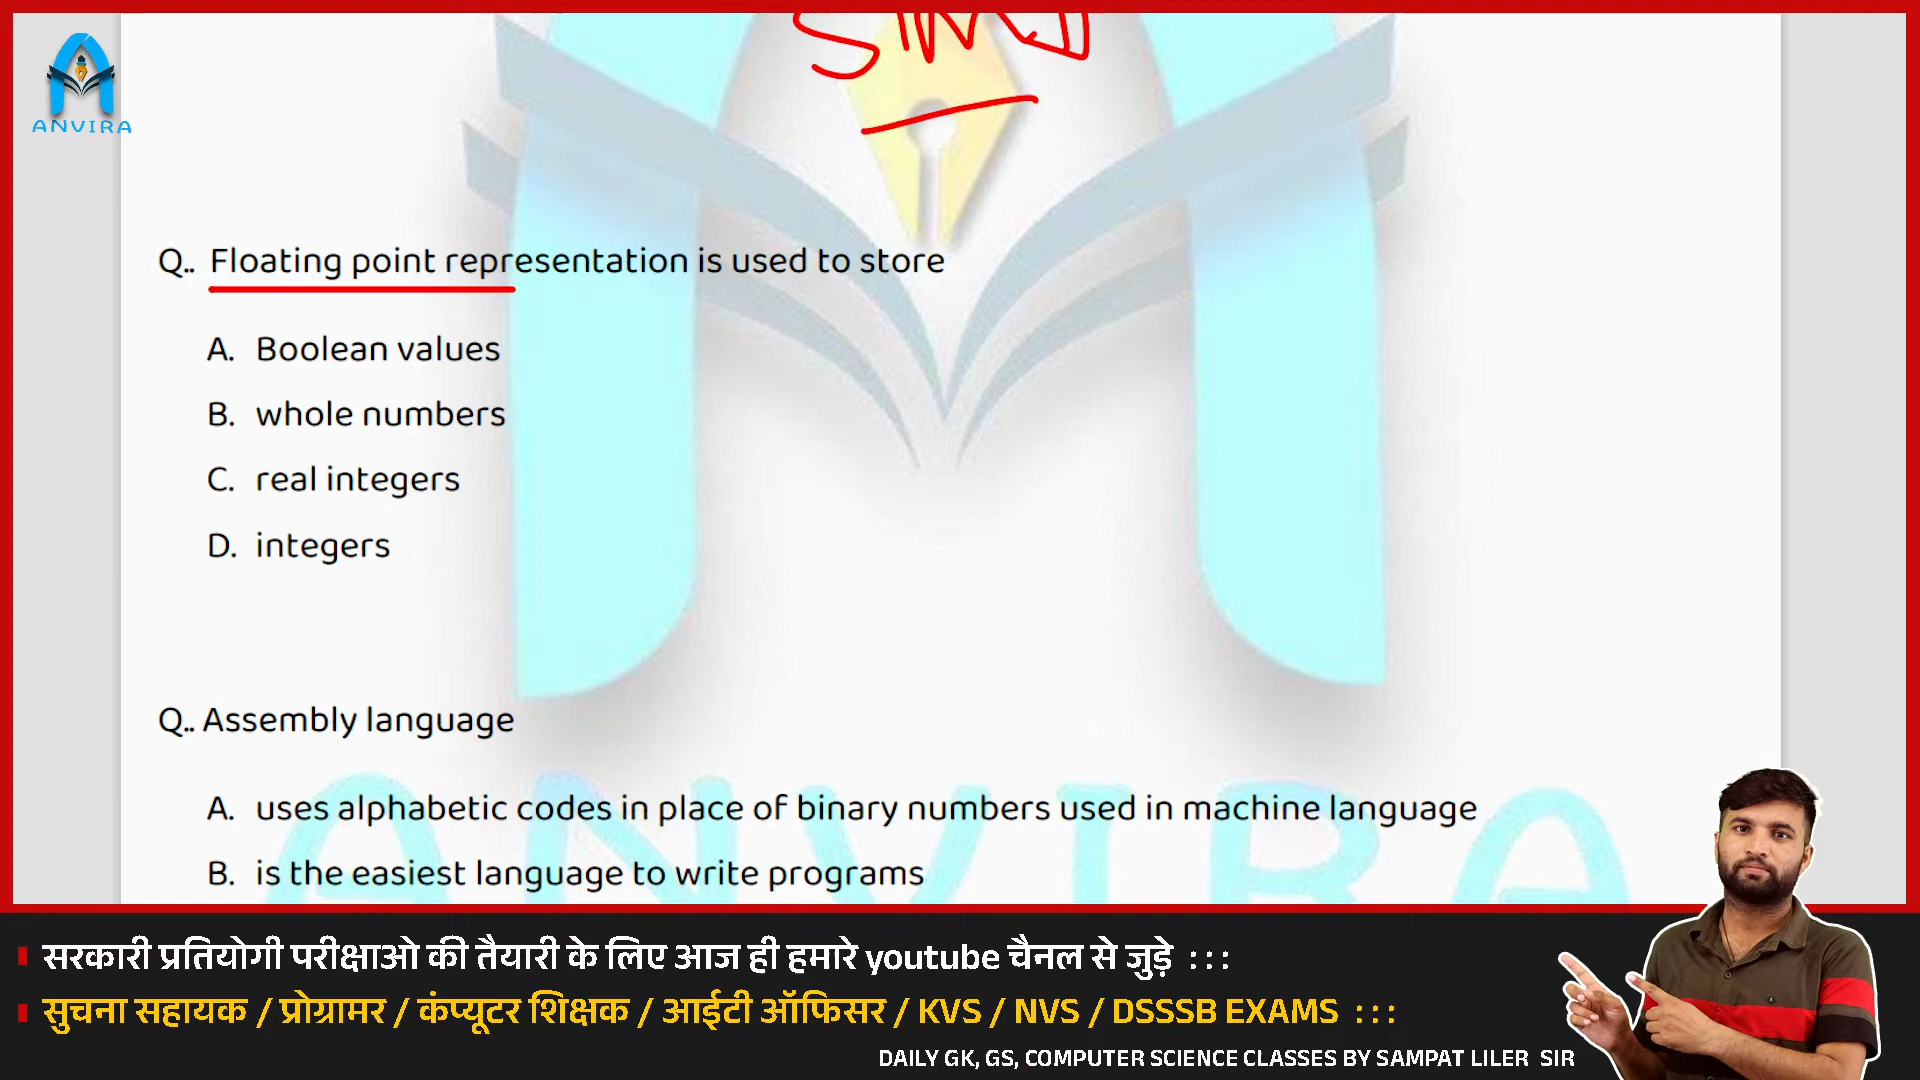 ANVIRA
Q.. Floating point representation is used to store
A. Boolean values
B. whole numbers
C. real integers
D. integers
Q.. Assembly language
A. uses alphabetic codes in place of binary numbers used in machine language
B. is the easiest language to write programs
ANVIRA
सरकारी प्रतियोगी परीक्षाओ की तैयारी के लिए आज ही हमारे youtube चैनल से जुड़े :::
सुचना सहायक / प्रोग्रामर / कंप्यूटर शिक्षक / आईटी ऑफिसर / KVS / NVS / DSSSB EXAMS :::
DAILY GK, GS, COMPUTER SCIENCE CLASSES BY SAMPAT LILER SIR